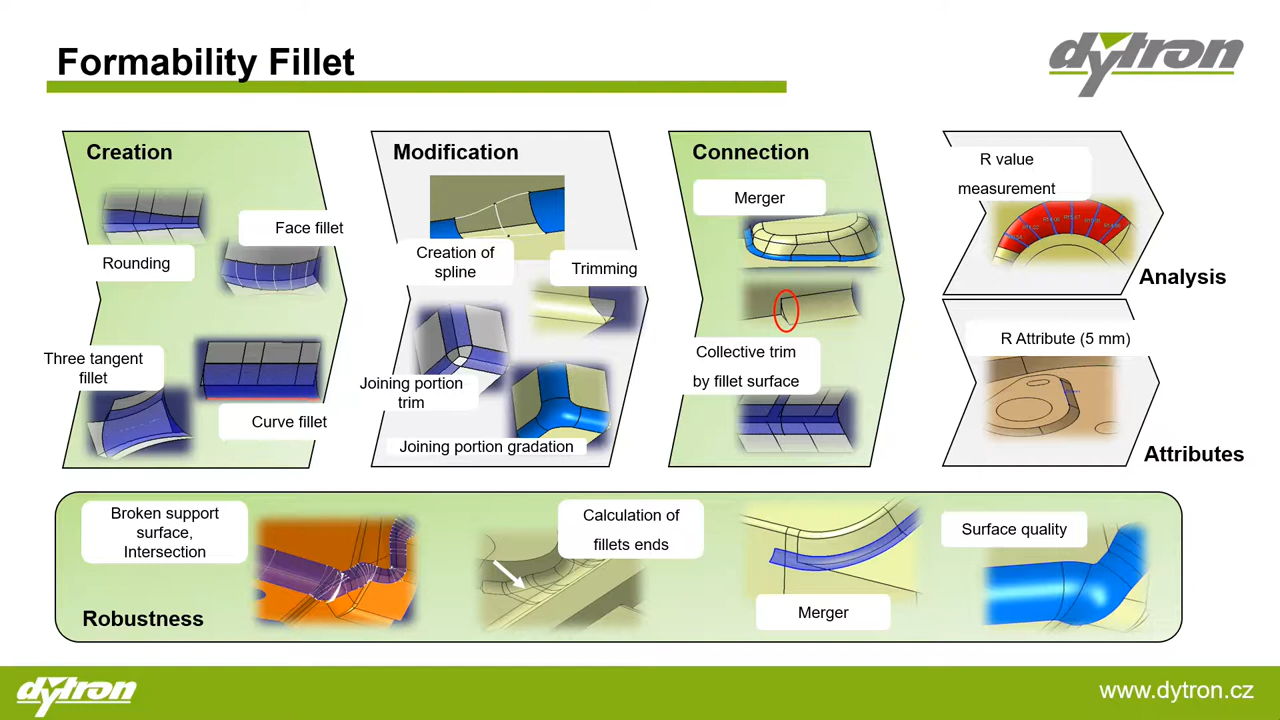 Formability Fillet
dytron
Creation
Rounding
Face fillet
Three tangent
fillet
Curve fillet
Modification
Creation of
spline
Trimming
Joining portion
trim
Joining portion gradation
Connection
Merger
Collective trim
by fillet surface
R value
measurement
Analysis
R Attribute (5 mm)
Attributes
Broken support
surface,
Intersection
Robustness
Calculation of
fillets ends
Merger
Surface quality
dytron
www.dytron.cz